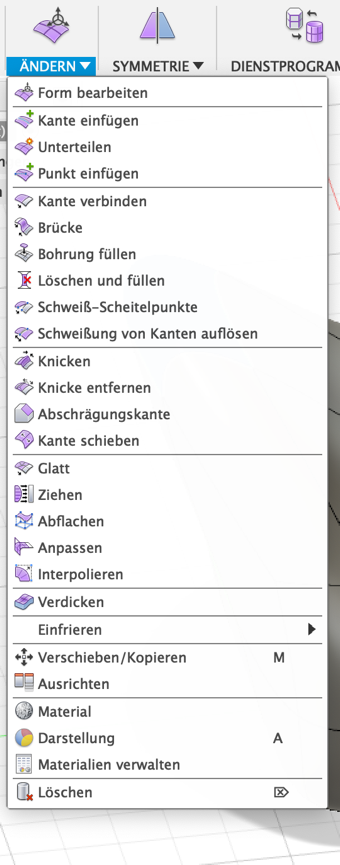 ÄNDERN ▼ SYMMETRIE ▼ DIENSTPROGRAM
Form bearbeiten
Kante einfügen
Unterteilen
Punkt einfügen
Kante verbinden
Brücke
Bohrung füllen
Löschen und füllen
Schweiß-Scheitelpunkte
Schweißung von Kanten auflösen
Knicken
Knicke entfernen
Abschrägungskante
Kante schieben
Glatt
Ziehen
Abflachen
Anpassen
Interpolieren
Verdicken
Einfrieren
Verschieben/Kopieren M
Ausrichten
Material
Darstellung A
Materialien verwalten
Löschen ⌦